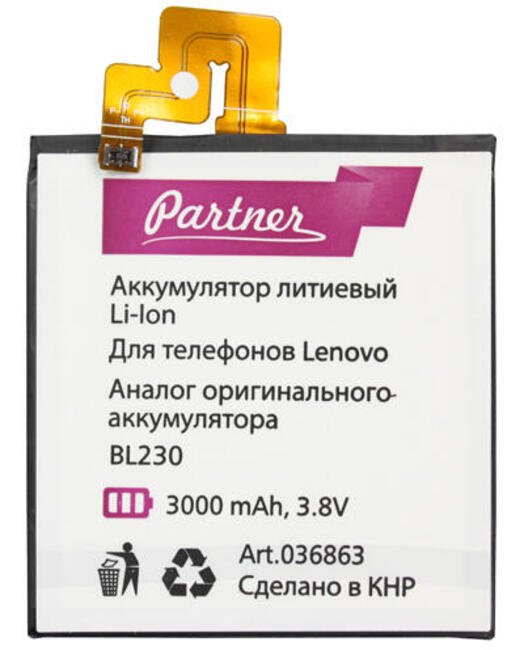 TH
Partner
Аккумулятор литиевый
Li-Ion
Для телефонов Lenovo
Аналог оригинального-
аккумулятора
BL230
3000 mAh, 3.8V
Art.036863
Сделано в КНР